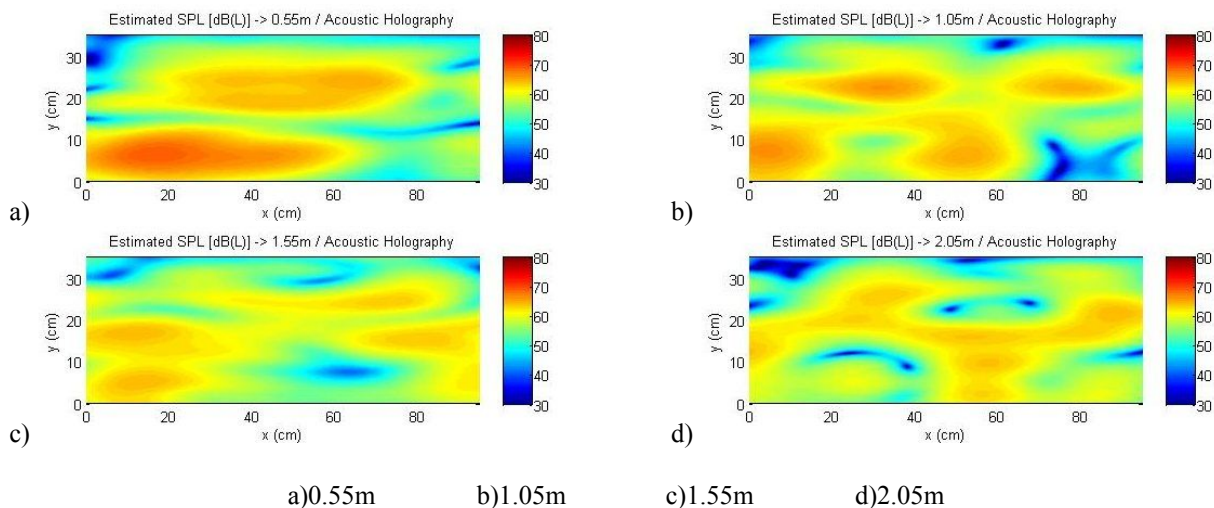 Estimated SPL [dB(L)] -> 0.55m / Acoustic Holography
y (cm)
30
20
10
0
0 20 40 60 80
x (cm)
80
70
60
50
40
30
a)
Estimated SPL [dB(L)] -> 1.05m / Acoustic Holography
y (cm)
30
20
10
0
0 20 40 60 80
x (cm)
80
70
60
50
40
30
b)
Estimated SPL [dB(L)] -> 1.55m / Acoustic Holography
y (cm)
30
20
10
0
0 20 40 60 80
x (cm)
80
70
60
50
40
30
c)
Estimated SPL [dB(L)] -> 2.05m / Acoustic Holography
y (cm)
30
20
10
0
0 20 40 60 80
x (cm)
80
70
60
50
40
30
d)
a)0.55m b)1.05m c)1.55m d)2.05m